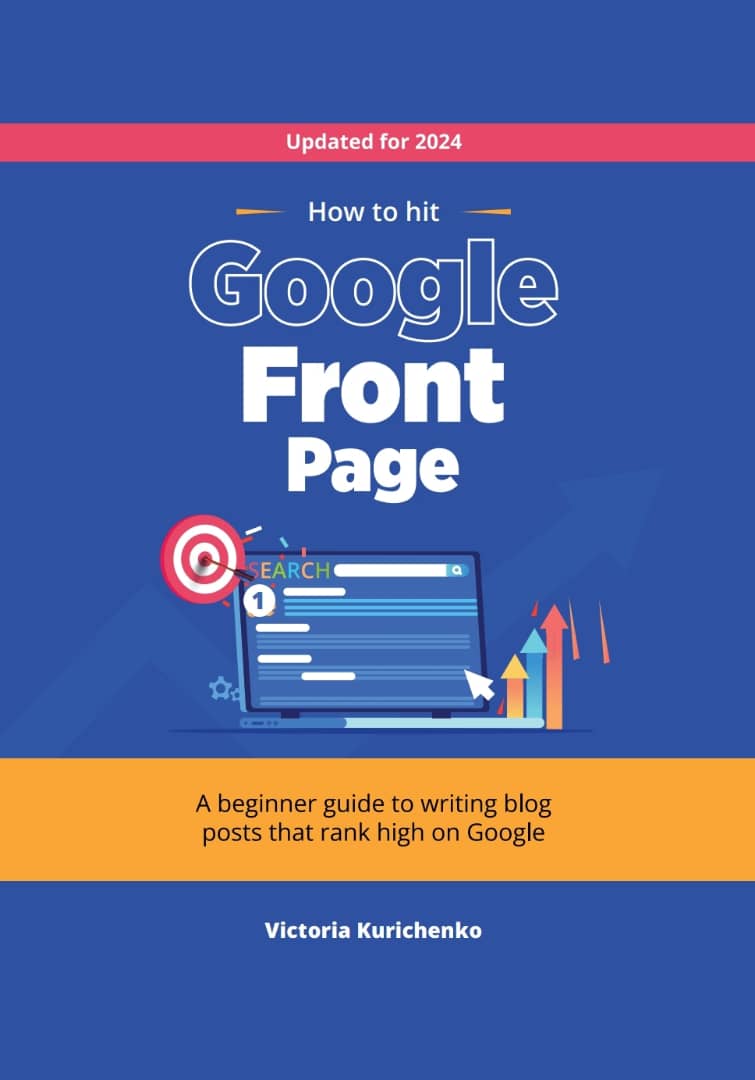 Updated for 2024
How to hit
Google
Front
Page
SEARCH
1
A beginner guide to writing blog
posts that rank high on Google
Victoria Kurichenko